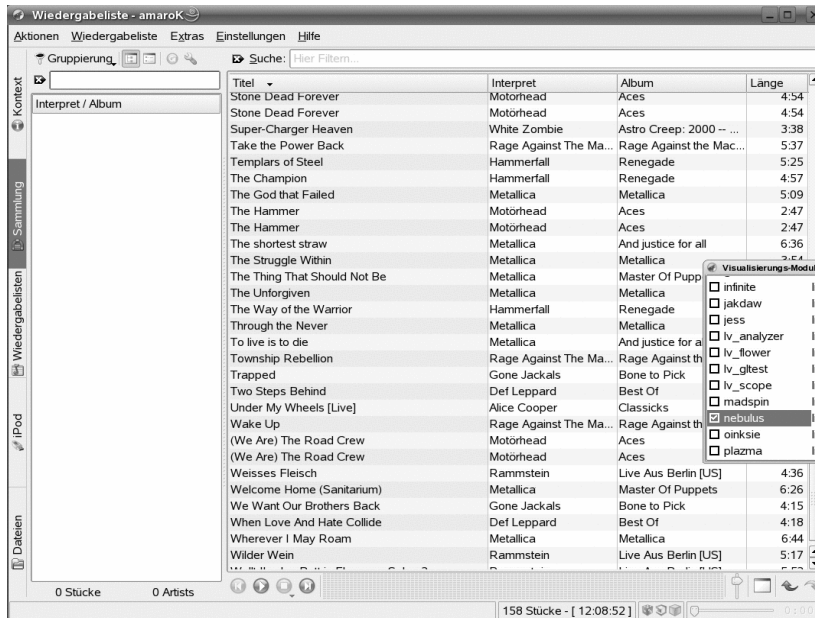 Wiedergabeliste - amaroK
Aktionen Wiedergabeliste Extras Einstellungen Hilfe
Gruppierung Suche: Hier Filtern...
Kontext
Sammlung
Wiedergabelisten
iPod
Dateien
Interpret / Album
Titel Interpret Album Länge
Stone Dead Forever Motörhead Aces 4:54
Stone Dead Forever Motörhead Aces 4:54
Super-Charger Heaven White Zombie Astro Creep: 2000 -- ... 3:38
Take the Power Back Rage Against The Ma... Rage Against the Mac... 5:37
Templars of Steel Hammerfall Renegade 5:25
The Champion Hammerfall Renegade 4:57
The God that Failed Metallica Metallica 5:09
The Hammer Motörhead Aces 2:47
The Hammer Motörhead Aces 2:47
The shortest straw Metallica And justice for all 6:36
The Struggle Within Metallica Metallica 3:54
The Thing That Should Not Be Metallica Master Of Pupp
The Unforgiven Metallica Metallica
The Way of the Warrior Hammerfall Renegade
Through the Never Metallica Metallica
To live is to die Metallica And justice for a
Township Rebellion Rage Against The Ma... Rage Against th
Trapped Gone Jackals Bone to Pick
Two Steps Behind Def Leppard Best Of
Under My Wheels [Live] Alice Cooper Classicks
Wake Up Rage Against The Ma... Rage Against th
(We Are) The Road Crew Motörhead Aces
(We Are) The Road Crew Motörhead Aces
Weisses Fleisch Rammstein Live Aus Berlin [US] 4:36
Welcome Home (Sanitarium) Metallica Master Of Puppets 6:26
We Want Our Brothers Back Gone Jackals Bone to Pick 4:15
When Love And Hate Collide Def Leppard Best Of 4:18
Wherever I May Roam Metallica Metallica 6:44
Wilder Wein Rammstein Live Aus Berlin [US] 5:17
Visualisierungs-Modul
infinite
jakdaw
jess
lv_analyzer
lv_flower
lv_gltest
lv_scope
madspin
nebulus
oinksie
plazma
0 Stücke 0 Artists
158 Stücke - [ 12:08:52 ]